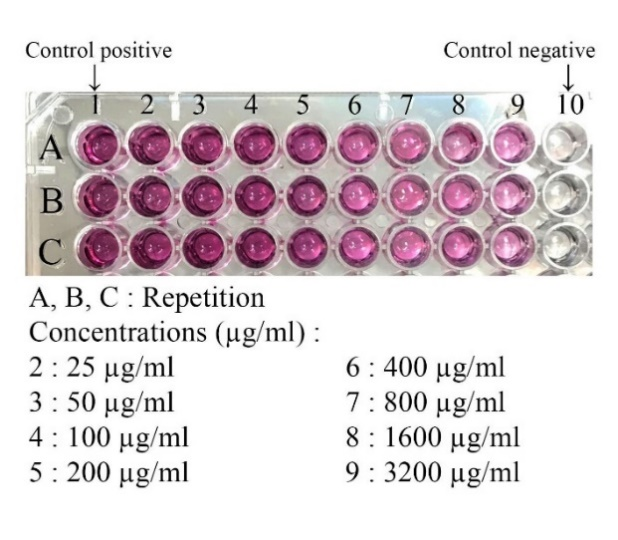 Control positive Control negative
1 2 3 4 5 6 7 8 9 10
A
B
C
A, B, C : Repetition
Concentrations (µg/ml) :
2 : 25 µg/ml 6 : 400 µg/ml
3 : 50 µg/ml 7 : 800 µg/ml
4 : 100 µg/ml 8 : 1600 µg/ml
5 : 200 µg/ml 9 : 3200 µg/ml